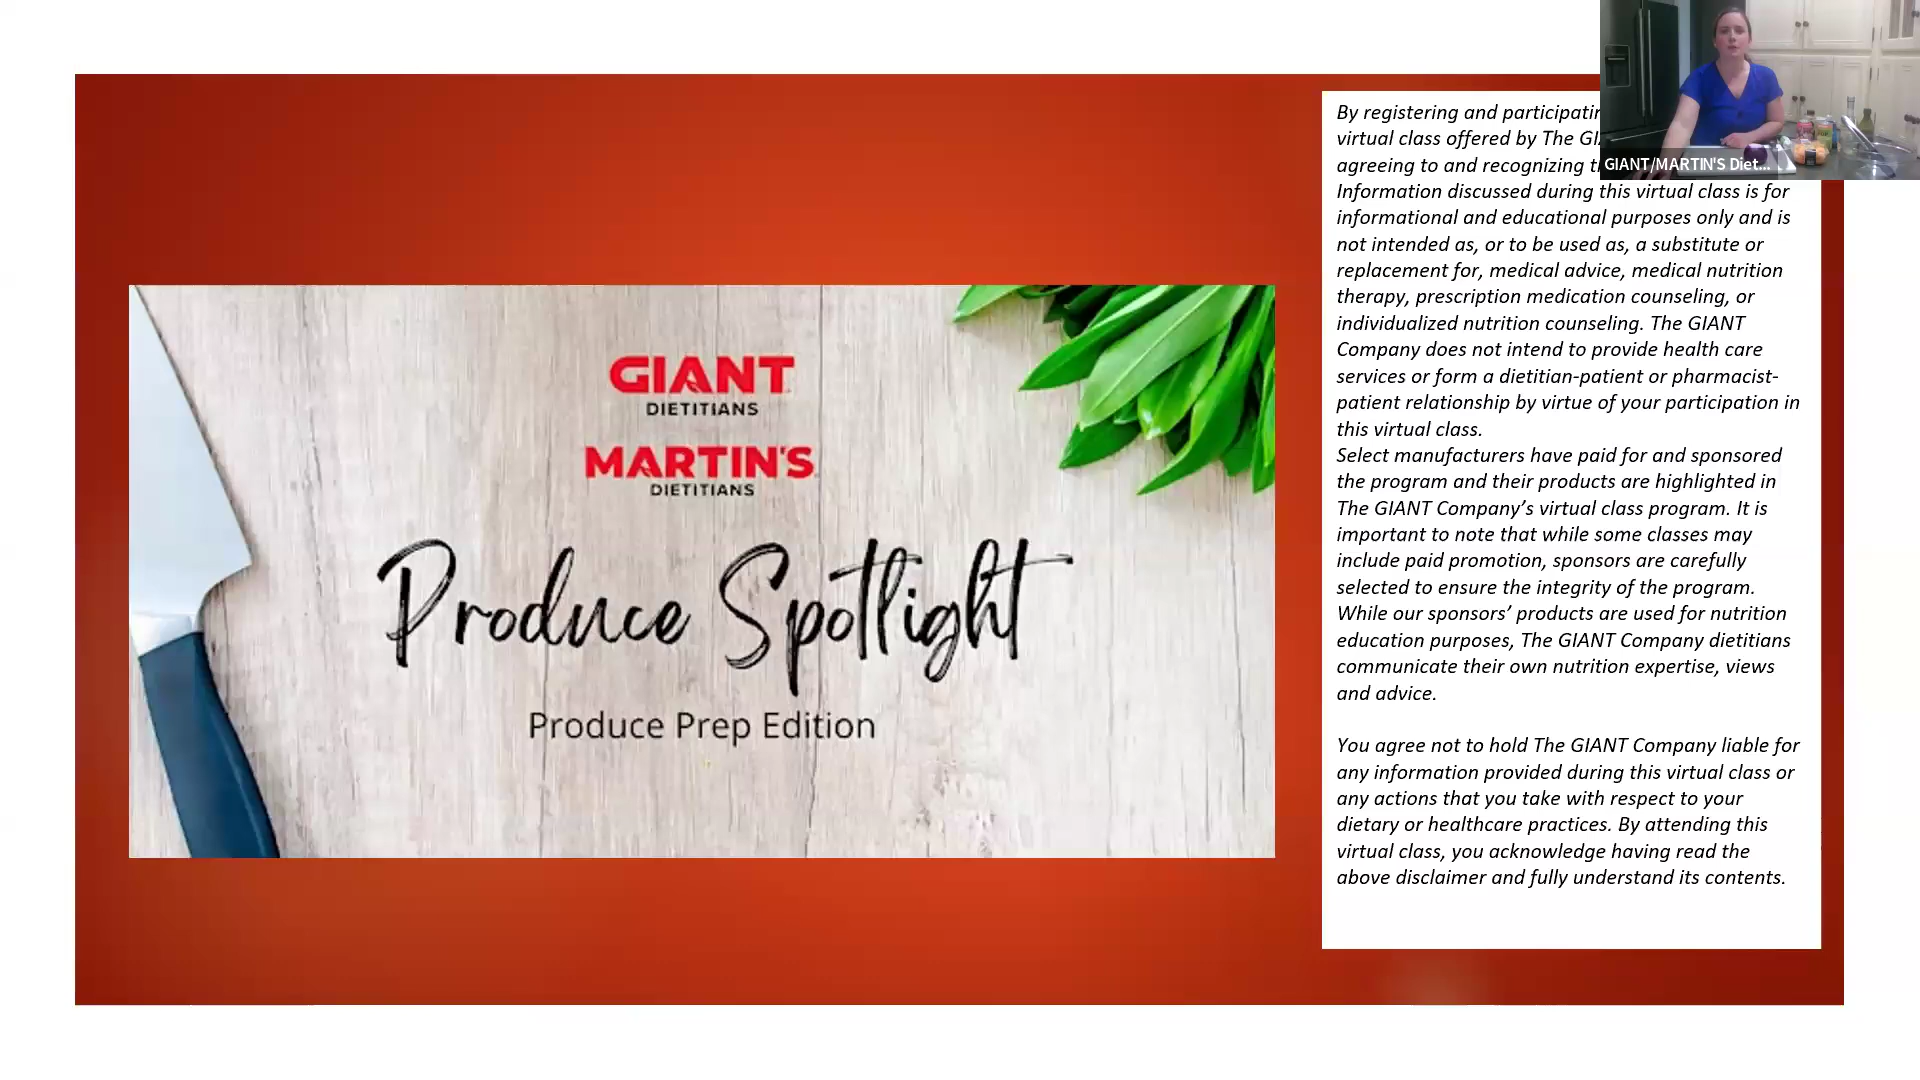 GIANT
DIETITIANS
MARTIN'S
DIETITIANS
Produce Spotlight
Produce Prep Edition
By registering and
virtual class offered by The
agreeing to and recognizing
Information discussed during this virtual class is for
informational and educational purposes only and is
not intended as, or to be used as, a substitute or
replacement for, medical advice, medical nutrition
therapy, prescription medication counseling, or
individualized nutrition counseling. The GIANT
Company does not intend to provide health care
services or form a dietitian-patient or pharmacist-
patient relationship by virtue of your participation in
this virtual class.
Select manufacturers have paid for and sponsored
the program and their products are highlighted in
The GIANT Company’s virtual class program. It is
important to note that while some classes may
include paid promotion, sponsors are carefully
selected to ensure the integrity of the program.
While our sponsors’ products are used for nutrition
education purposes, The GIANT Company dietitians
communicate their own nutrition expertise, views
and advice.
You agree not to hold The GIANT Company liable for
any information provided during this virtual class or
any actions that you take with respect to your
dietary or healthcare practices. By attending this
virtual class, you acknowledge having read the
above disclaimer and fully understand its contents.
GIANT/MARTIN'S Diet...